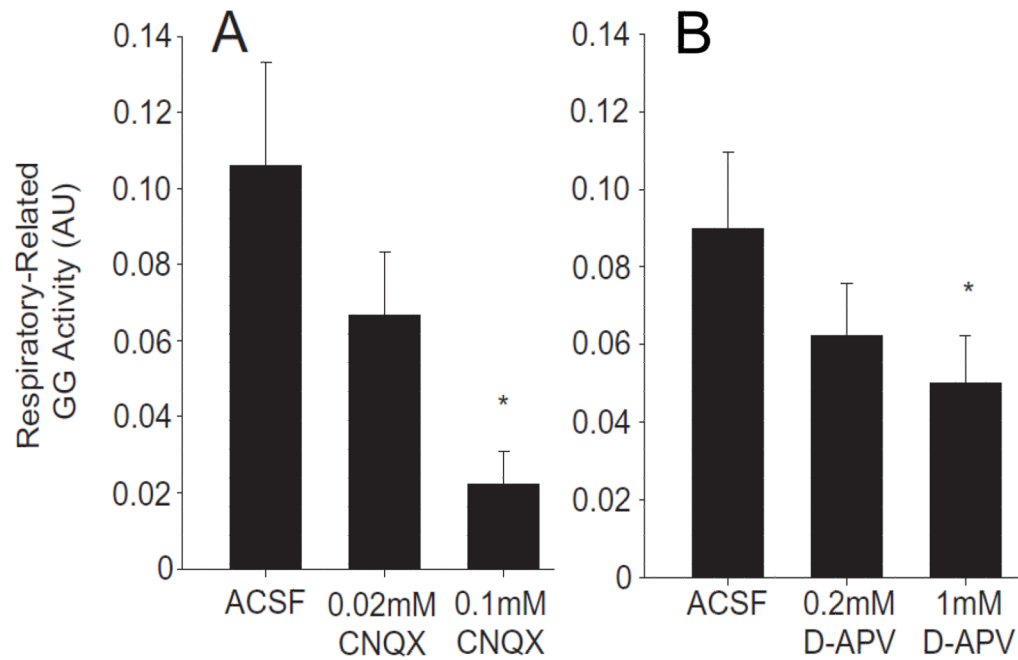 A
Respiratory-Related
GG Activity (AU)
0.14
0.12
0.10
0.08
0.06
0.04
0.02
0
*
ACSF
0.02mM
CNQX
0.1mM
CNQX
B
0.14
0.12
0.10
0.08
0.06
0.04
0.02
0
*
ACSF
0.2mM
D-APV
1mM
D-APV